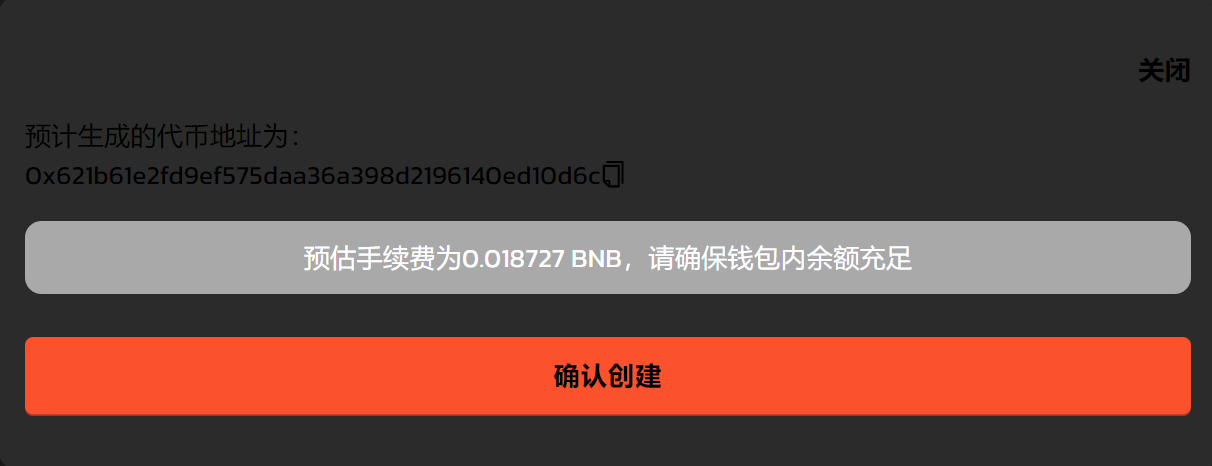 关闭
预计生成的代币地址为：
0x621b61e2fd9ef575daa36a398d2196140ed10d6c
预估手续费为0.018727 BNB，请确保钱包内余额充足
确认创建